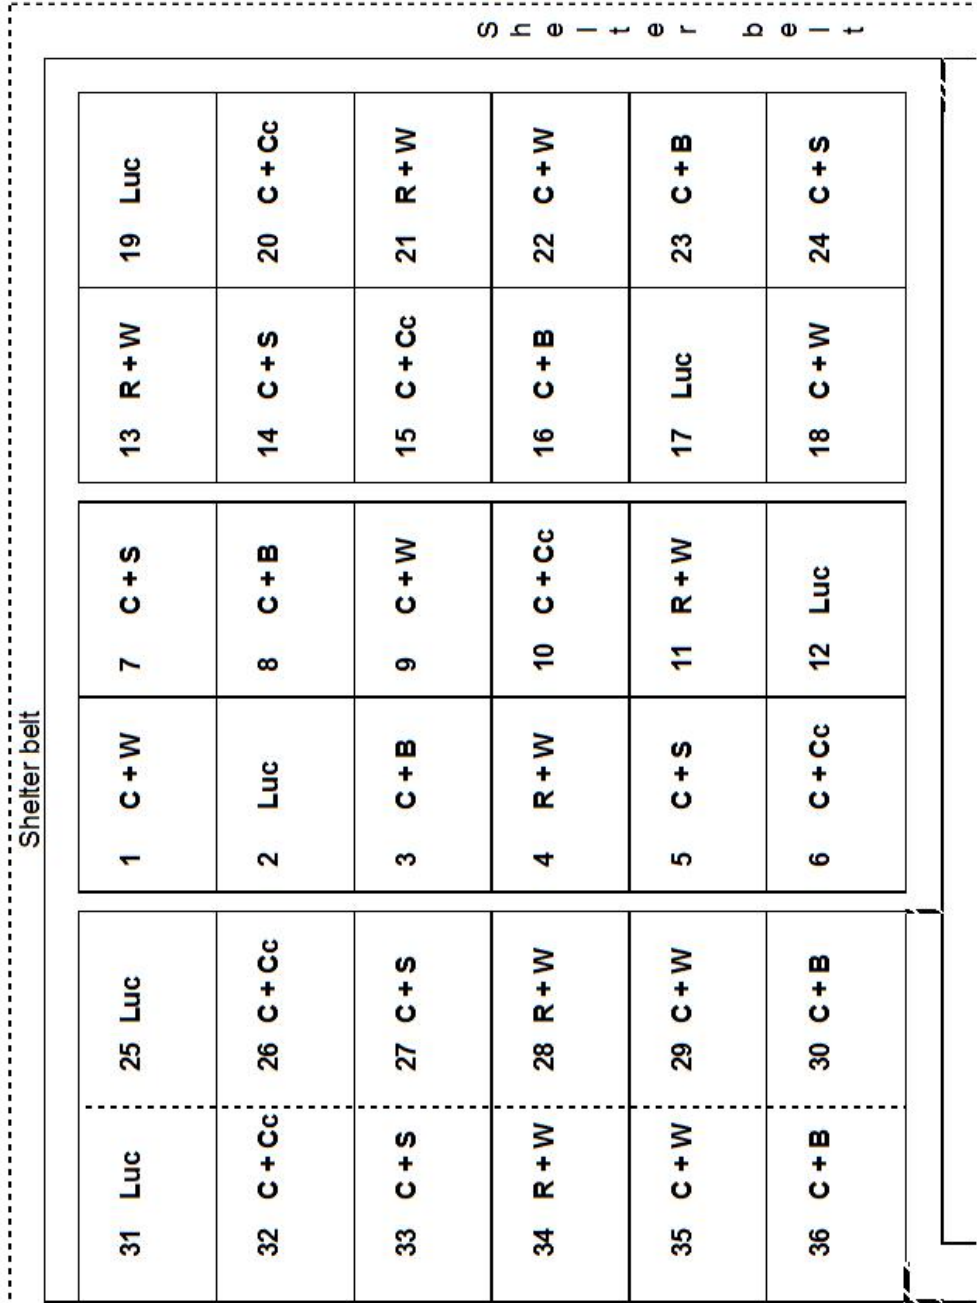 Shelter belt
31 Luc 25 Luc 1 C + W 7 C + S 13 R + W 19 Luc
32 C + Cc 26 C + Cc 2 Luc 8 C + B 14 C + S 20 C + Cc
33 C + S 27 C + S 3 C + B 9 C + W 15 C + Cc 21 R + W
34 R + W 28 R + W 4 R + W 10 C + Cc 16 C + B 22 C + W
35 C + W 29 C + W 5 C + S 11 R + W 17 Luc 23 C + B
36 C + B 30 C + B 6 C + Cc 12 Luc 18 C + W 24 C + S
Shelter belt